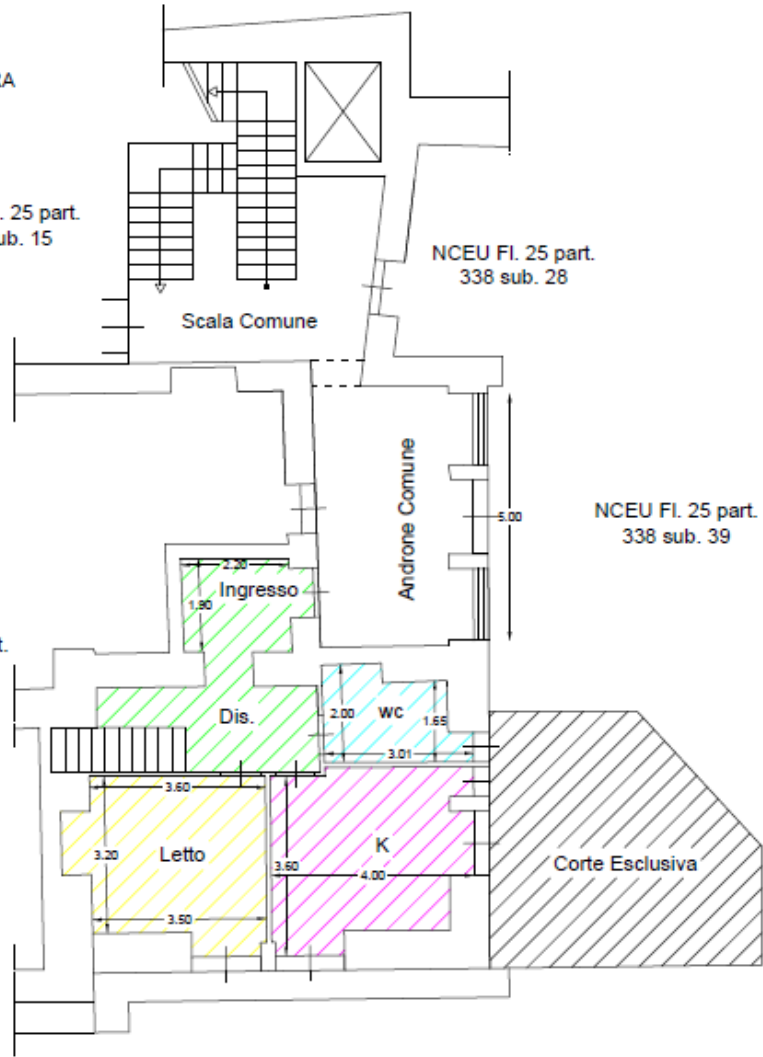 RA
. 25 part.
ub. 15
NCEU Fl. 25 part.
338 sub. 28
Scala Comune
Androne Comune
5.00
NCEU Fl. 25 part.
338 sub. 39
2.20
Ingresso
1.90
t.
Dis.
2.00
wc
1.65
3.01
3.60
3.20
Letto
3.60
K
4.00
Corte Esclusiva
3.50